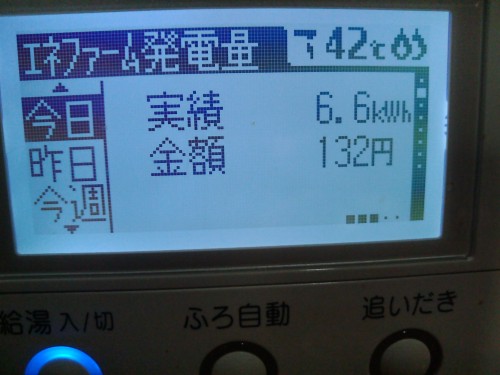 エネファーム発電量 42℃
今日 実績 6.6kWh
昨日 金額 132円
今週
給湯 入/切 ふろ自動 追いだき